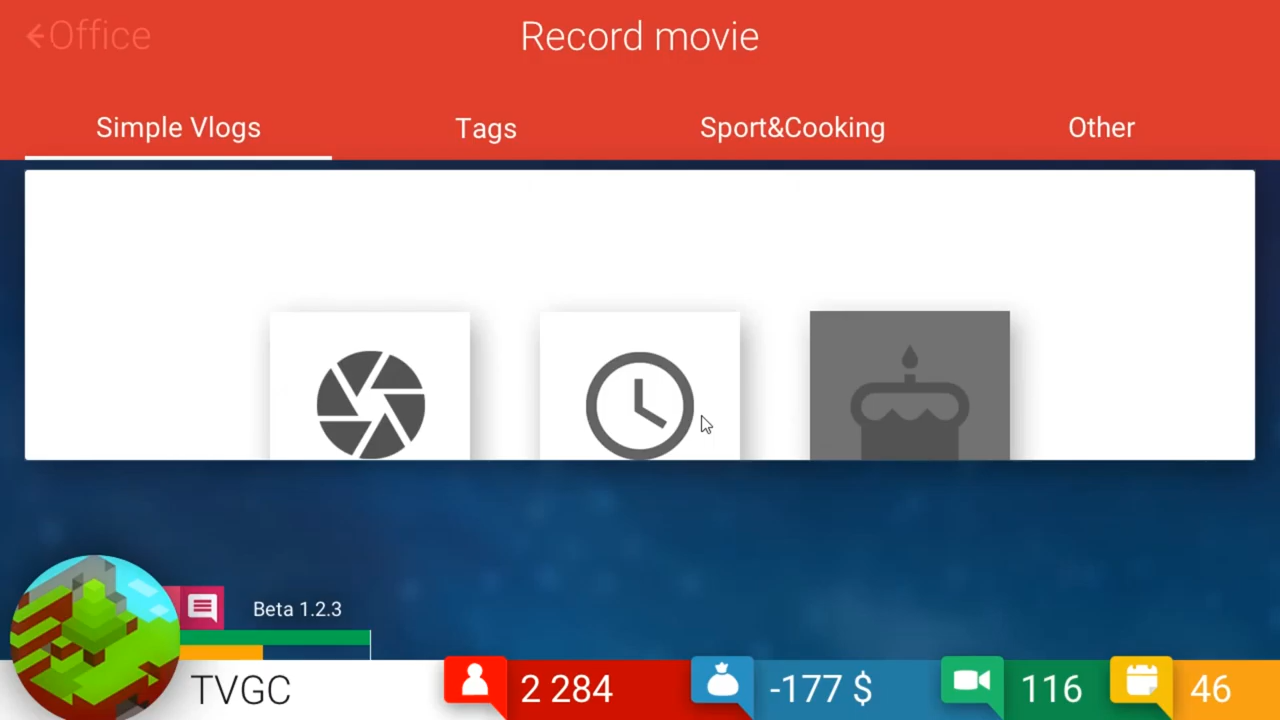 Office
Record movie
Simple Vlogs
Tags
Sport&Cooking
Other
Beta 1.2.3
TVGC
2 284
-177 $
116
46